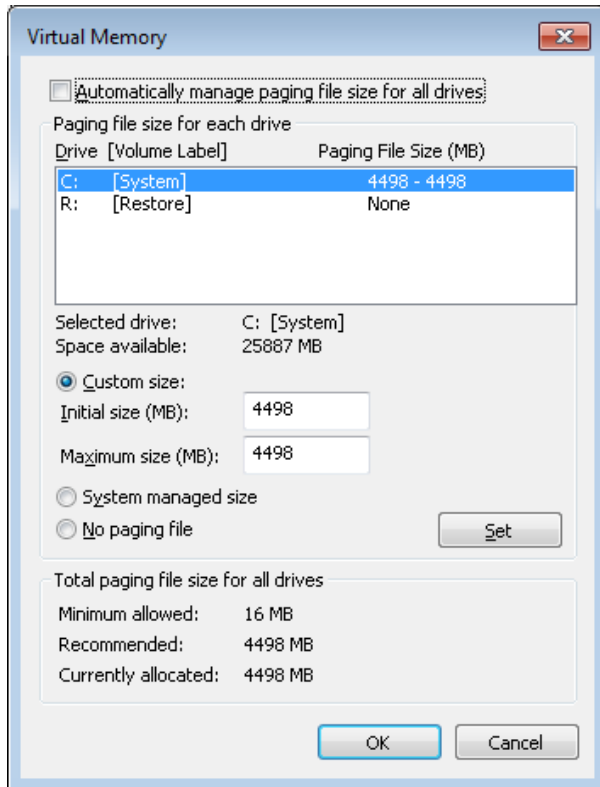 Virtual Memory
Automatically manage paging file size for all drives
Paging file size for each drive
Drive [Volume Label] Paging File Size (MB)
C: [System] 4498 - 4498
R: [Restore] None
Selected drive: C: [System]
Space available: 25887 MB
Custom size:
Initial size (MB): 4498
Maximum size (MB): 4498
System managed size
No paging file
Set
Total paging file size for all drives
Minimum allowed: 16 MB
Recommended: 4498 MB
Currently allocated: 4498 MB
OK Cancel